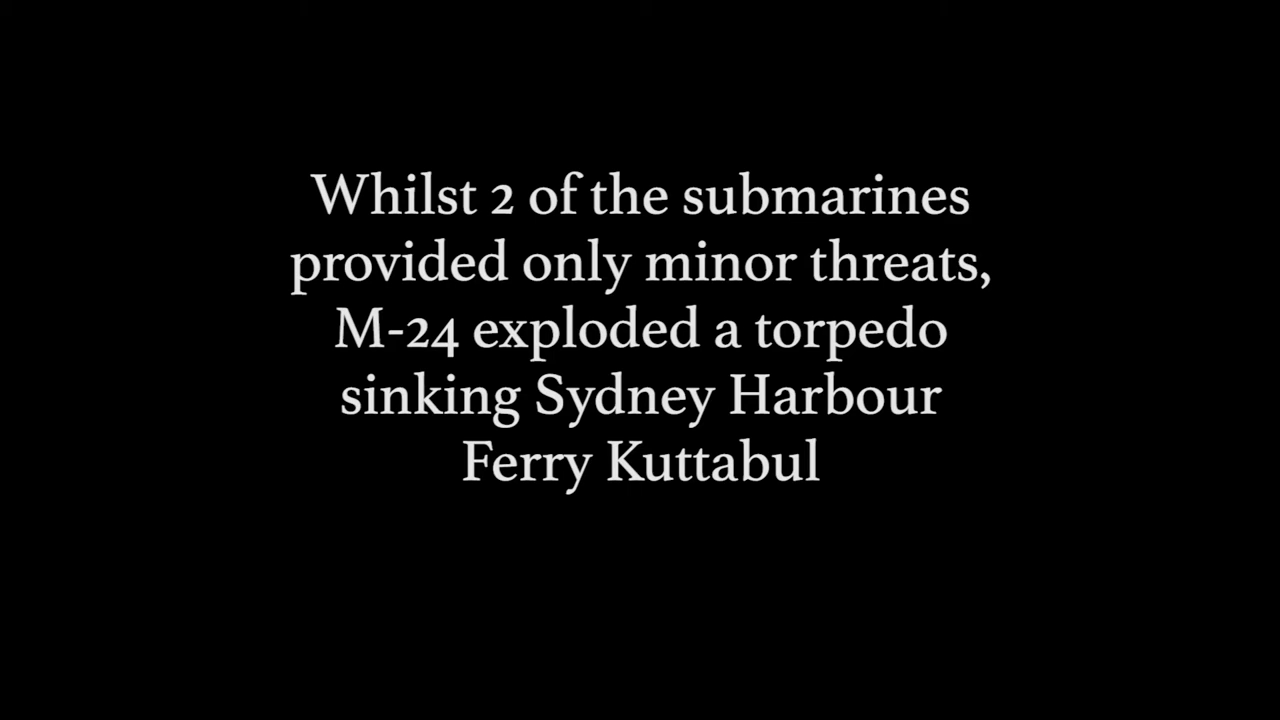 Whilst 2 of the submarines
provided only minor threats,
M-24 exploded a torpedo
sinking Sydney Harbour
Ferry Kuttabul